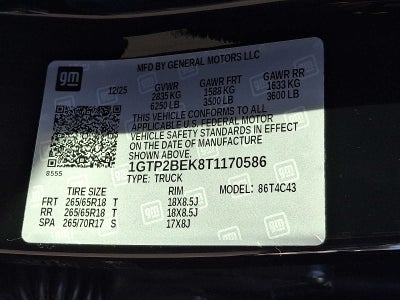 gm
MFD BY GENERAL MOTORS LLC
12/25 GVWR GAWR FRT GAWR RR
2835 KG 1588 KG 1633 KG
6250 LB 3500 LB 3600 LB
THIS VEHICLE CONFORMS TO ALL
APPLICABLE U.S. FEDERAL MOTOR
VEHICLE SAFETY STANDARDS IN EFFECT
ON THE DATE OF MANUFACTURE
SHOWN ABOVE.
8555
1GTP2BEK8T1170586
TYPE: TRUCK
TIRE SIZE RIM MODEL: 86T4C43
FRT 265/65R18 T 18X8.5J
RR 265/65R18 T 18X8.5J
SPA 265/70R17 S 17X8J